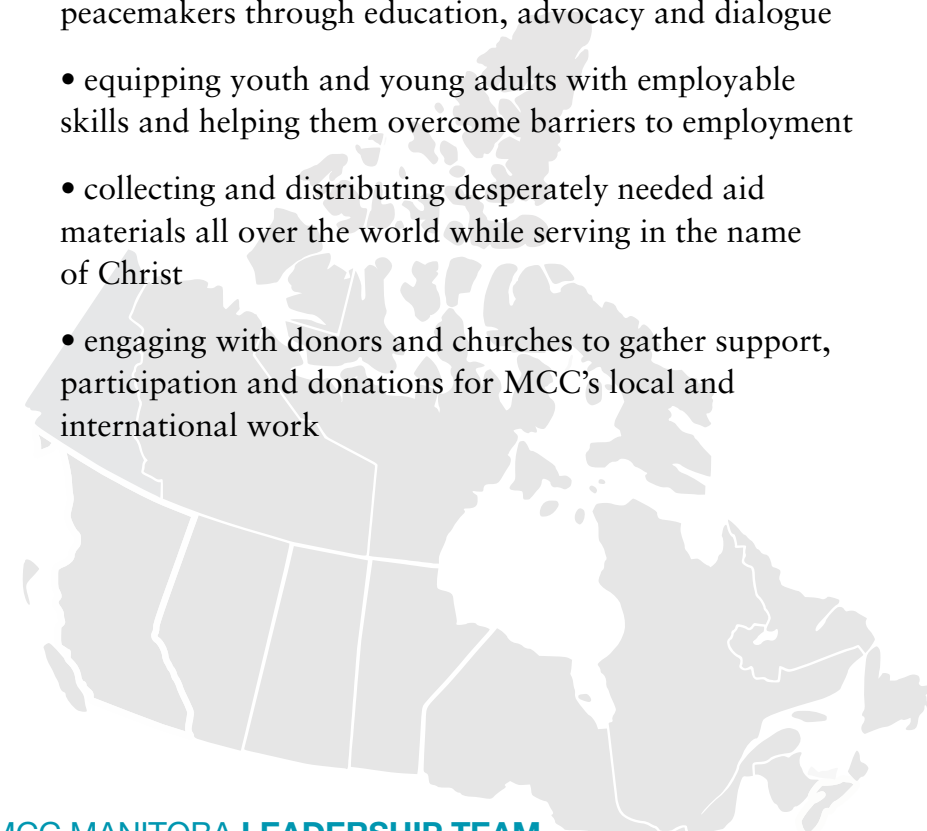 peacemakers through education, advocacy and dialogue
• equipping youth and young adults with employable
skills and helping them overcome barriers to employment
• collecting and distributing desperately needed aid
materials all over the world while serving in the name
of Christ
• engaging with donors and churches to gather support,
participation and donations for MCC’s local and
international work
MCC MANITOBA LEADERSHIP TEAM